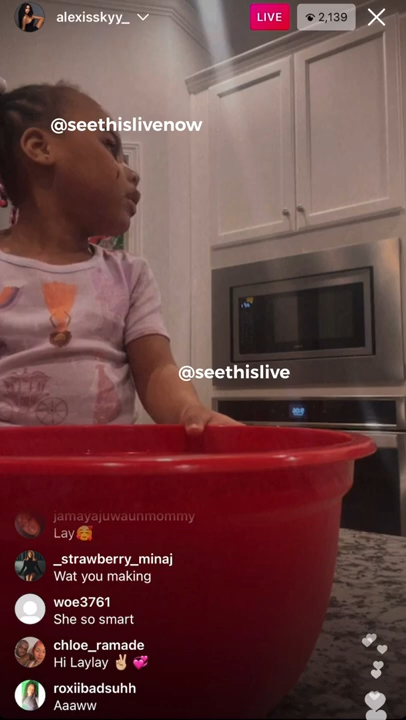 alexisskyy_
LIVE
2,139
@seethislivenow
@seethislive
jamayajuwaunmommy
Lay🥰
_strawberry_minaj
Wat you making
woe3761
She so smart
chloe_ramade
Hi Laylay ✌🏼 💞
roxiibadsuhh
Aaaww